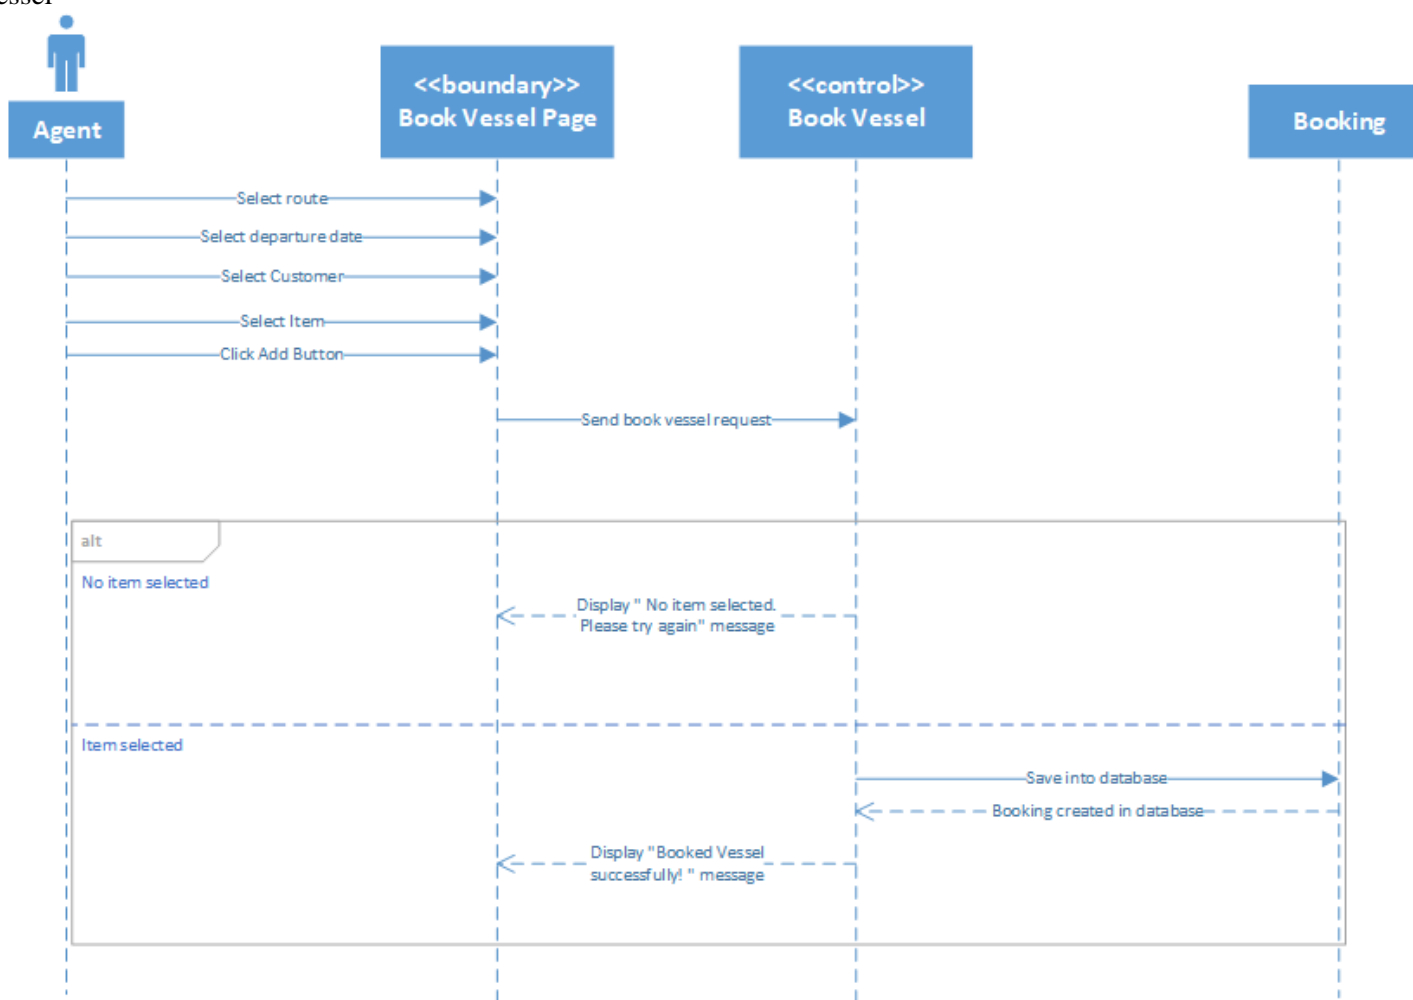 Agent
<<boundary>>
Book Vessel Page
<<control>>
Book Vessel
Booking
Select route
Select departure date
Select Customer
Select Item
Click Add Button
Send book vessel request
alt
No item selected
Display " No item selected.
Please try again" message
Item selected
Save into database
Booking created in database
Display "Booked Vessel
successfully! " message